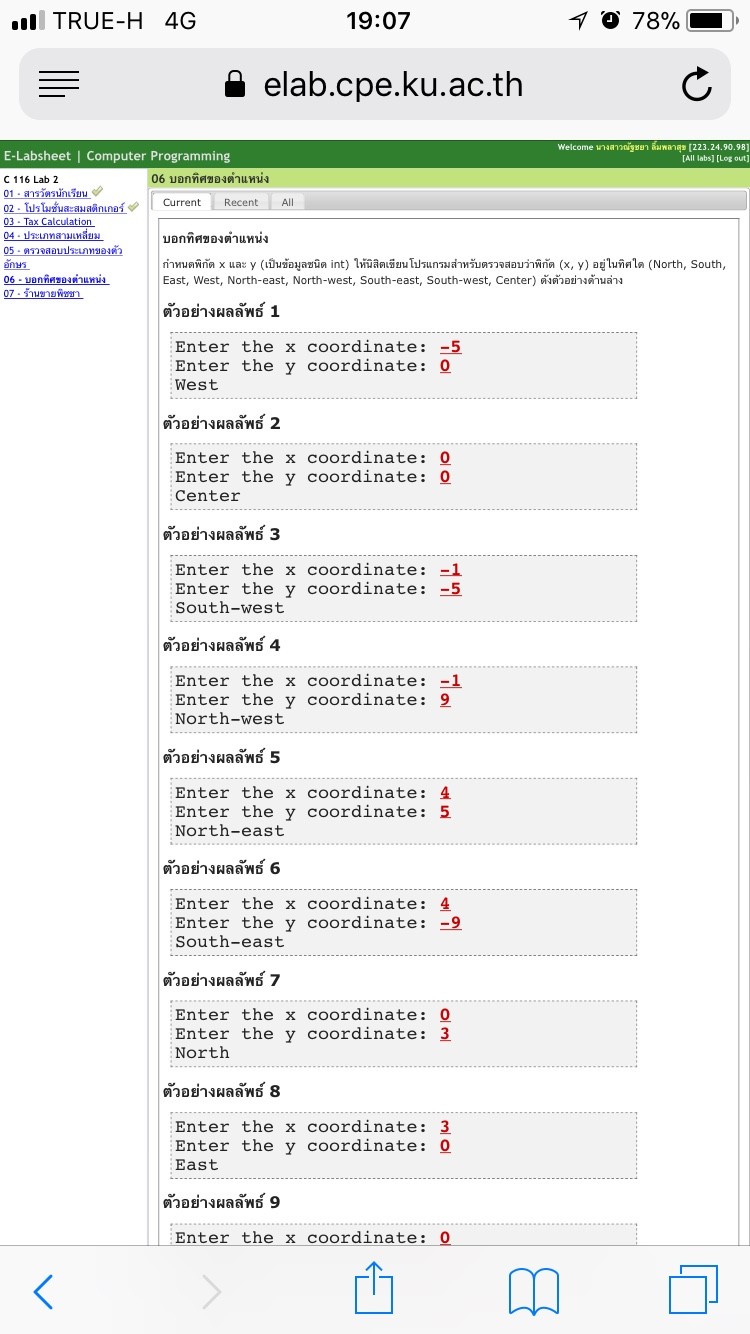 TRUE-H 4G 19:07 78%
elab.cpe.ku.ac.th
E-Labsheet | Computer Programming
Welcome นางสาวณัฐชยา ลิ้มพลาสุข [223.24.90.98]
[All labs] [Log out]
C 116 Lab 2
01 - สารวัตรนักเรียน
02 - โปรโมชั่นสะสมสติกเกอร์
03 - Tax Calculation
04 - ประเภทสามเหลี่ยม
05 - ตรวจสอบประเภทของตัว
อักษร
06 - บอกทิศของตำแหน่ง
07 - ร้านขายพิซซา
06 บอกทิศของตำแหน่ง
Current Recent All
บอกทิศของตำแหน่ง
กำหนดพิกัด x และ y (เป็นข้อมูลชนิด int) ให้นิสิตเขียนโปรแกรมสำหรับตรวจสอบว่าพิกัด (x, y) อยู่ในทิศใด (North, South,
East, West, North-east, North-west, South-east, South-west, Center) ดังตัวอย่างด้านล่าง
ตัวอย่างผลลัพธ์ 1
Enter the x coordinate: -5
Enter the y coordinate: 0
West
ตัวอย่างผลลัพธ์ 2
Enter the x coordinate: 0
Enter the y coordinate: 0
Center
ตัวอย่างผลลัพธ์ 3
Enter the x coordinate: -1
Enter the y coordinate: -5
South-west
ตัวอย่างผลลัพธ์ 4
Enter the x coordinate: -1
Enter the y coordinate: 9
North-west
ตัวอย่างผลลัพธ์ 5
Enter the x coordinate: 4
Enter the y coordinate: 5
North-east
ตัวอย่างผลลัพธ์ 6
Enter the x coordinate: 4
Enter the y coordinate: -9
South-east
ตัวอย่างผลลัพธ์ 7
Enter the x coordinate: 0
Enter the y coordinate: 3
North
ตัวอย่างผลลัพธ์ 8
Enter the x coordinate: 3
Enter the y coordinate: 0
East
ตัวอย่างผลลัพธ์ 9
Enter the x coordinate: 0